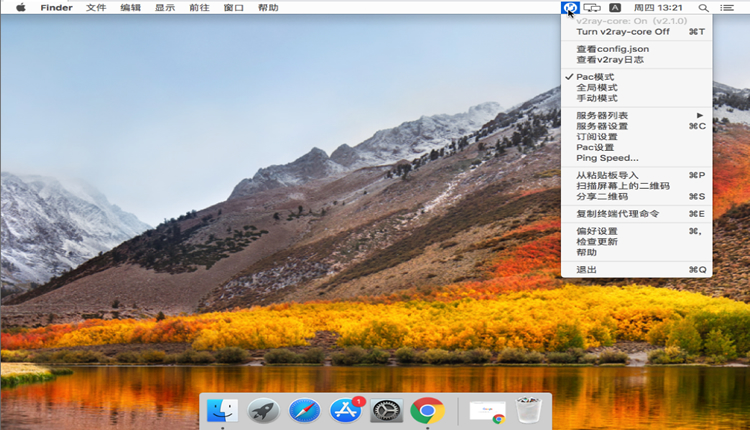 Finder 文件 编辑 显示 前往 窗口 帮助 A 周四 13:21
v2ray-core: On (v2.1.0)
Turn v2ray-core Off ⌘T
查看config.json
查看v2ray日志
✓ Pac模式
全局模式
手动模式
服务器列表 ▶
服务器设置 ⌘C
订阅设置
Pac设置
Ping Speed...
从粘贴板导入 ⌘P
扫描屏幕上的二维码
分享二维码 ⌘S
复制终端代理命令 ⌘E
偏好设置 ⌘,
检查更新
帮助
退出 ⌘Q
1